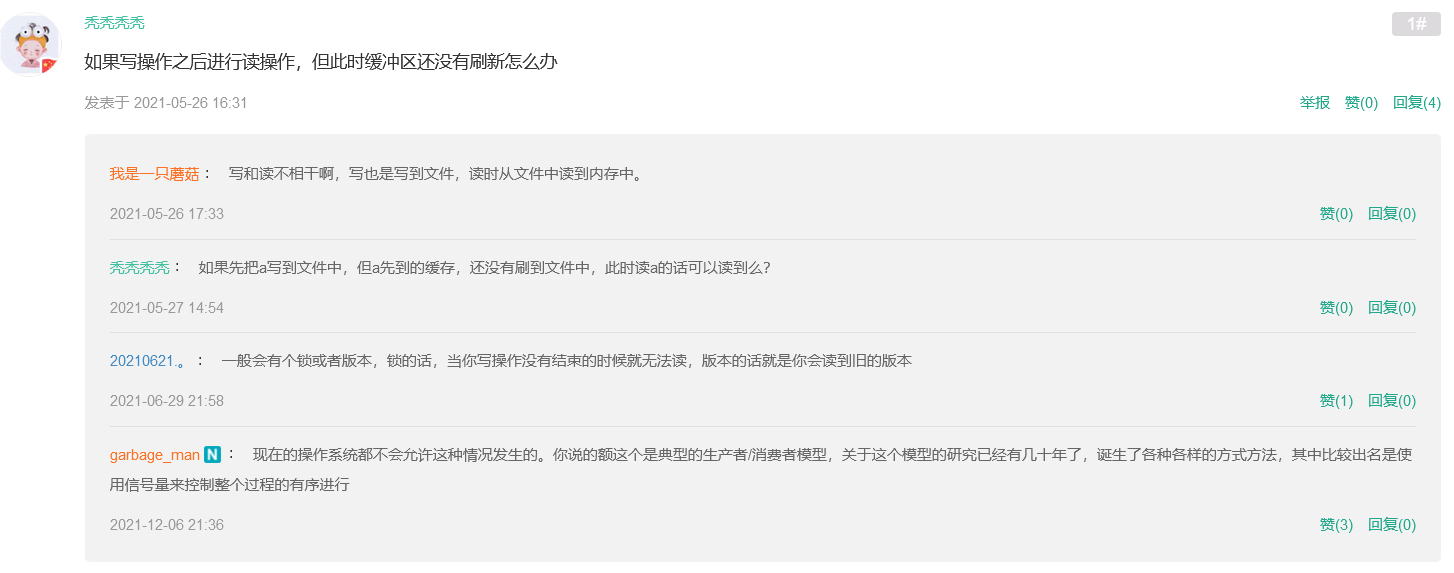 秃秃秃秃
1#
如果写操作之后进行读操作，但此时缓冲区还没有刷新怎么办
发表于 2021-05-26 16:31
举报 赞(0) 回复(4)
我是一只蘑菇： 写和读不相干啊，写也是写到文件，读时从文件中读到内存中。
2021-05-26 17:33
赞(0) 回复(0)
秃秃秃秃： 如果先把a写到文件中，但a先到的缓存，还没有刷到文件中，此时读a的话可以读到么?
2021-05-27 14:54
赞(0) 回复(0)
20210621.。： 一般会有个锁或者版本，锁的话，当你写操作没有结束的时候就无法读，版本的话就是你会读到旧的版本
2021-06-29 21:58
赞(1) 回复(0)
garbage_man N： 现在的操作系统都不会允许这种情况发生的。你说的额这个是典型的生产者/消费者模型，关于这个模型的研究已经有几十年了，诞生了各种各样的方式方法，其中比较出名是使
用信号量来控制整个过程的有序进行
2021-12-06 21:36
赞(3) 回复(0)